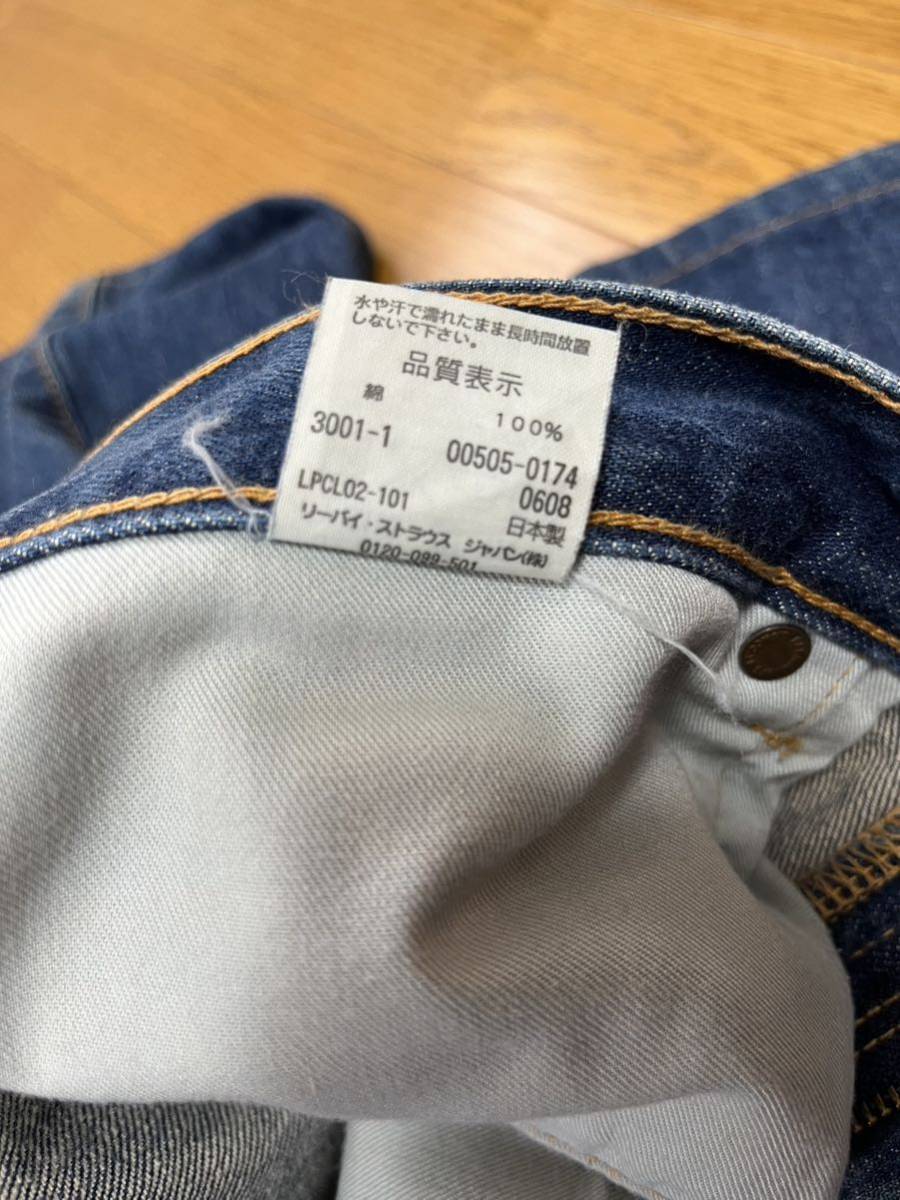 水や汗で濡れたまま長時間放置
しないで下さい。
品質表示
綿 100%
3001-1 00505-0174
LPCL02-101 0608
リーバイ・ストラウス ジャパン(株) 日本製
0120-099-501